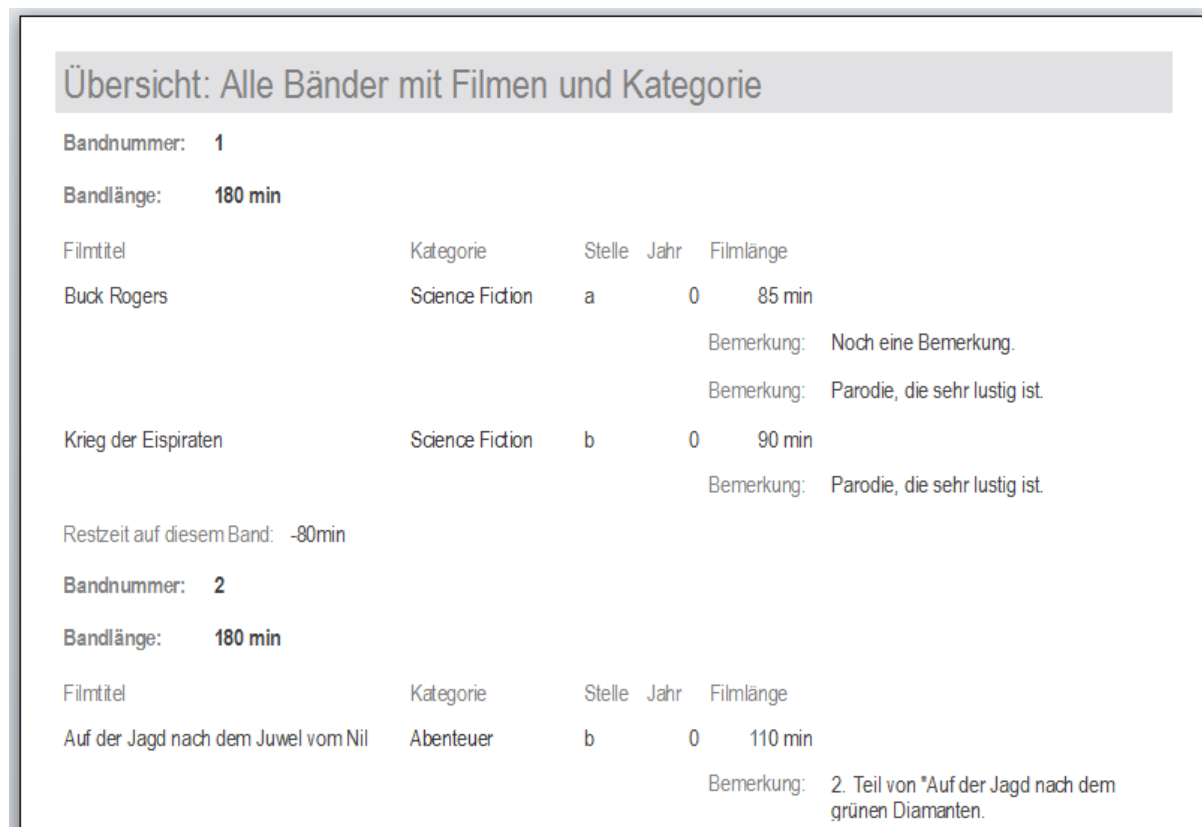 Übersicht: Alle Bänder mit Filmen und Kategorie
Bandnummer: 1
Bandlänge: 180 min
Filmtitel Kategorie Stelle Jahr Filmlänge
Buck Rogers Science Fiction a 0 85 min
Bemerkung: Noch eine Bemerkung.
Bemerkung: Parodie, die sehr lustig ist.
Krieg der Eispiraten Science Fiction b 0 90 min
Bemerkung: Parodie, die sehr lustig ist.
Restzeit auf diesem Band: -80min
Bandnummer: 2
Bandlänge: 180 min
Filmtitel Kategorie Stelle Jahr Filmlänge
Auf der Jagd nach dem Juwel vom Nil Abenteuer b 0 110 min
Bemerkung: 2. Teil von "Auf der Jagd nach dem
grünen Diamanten.